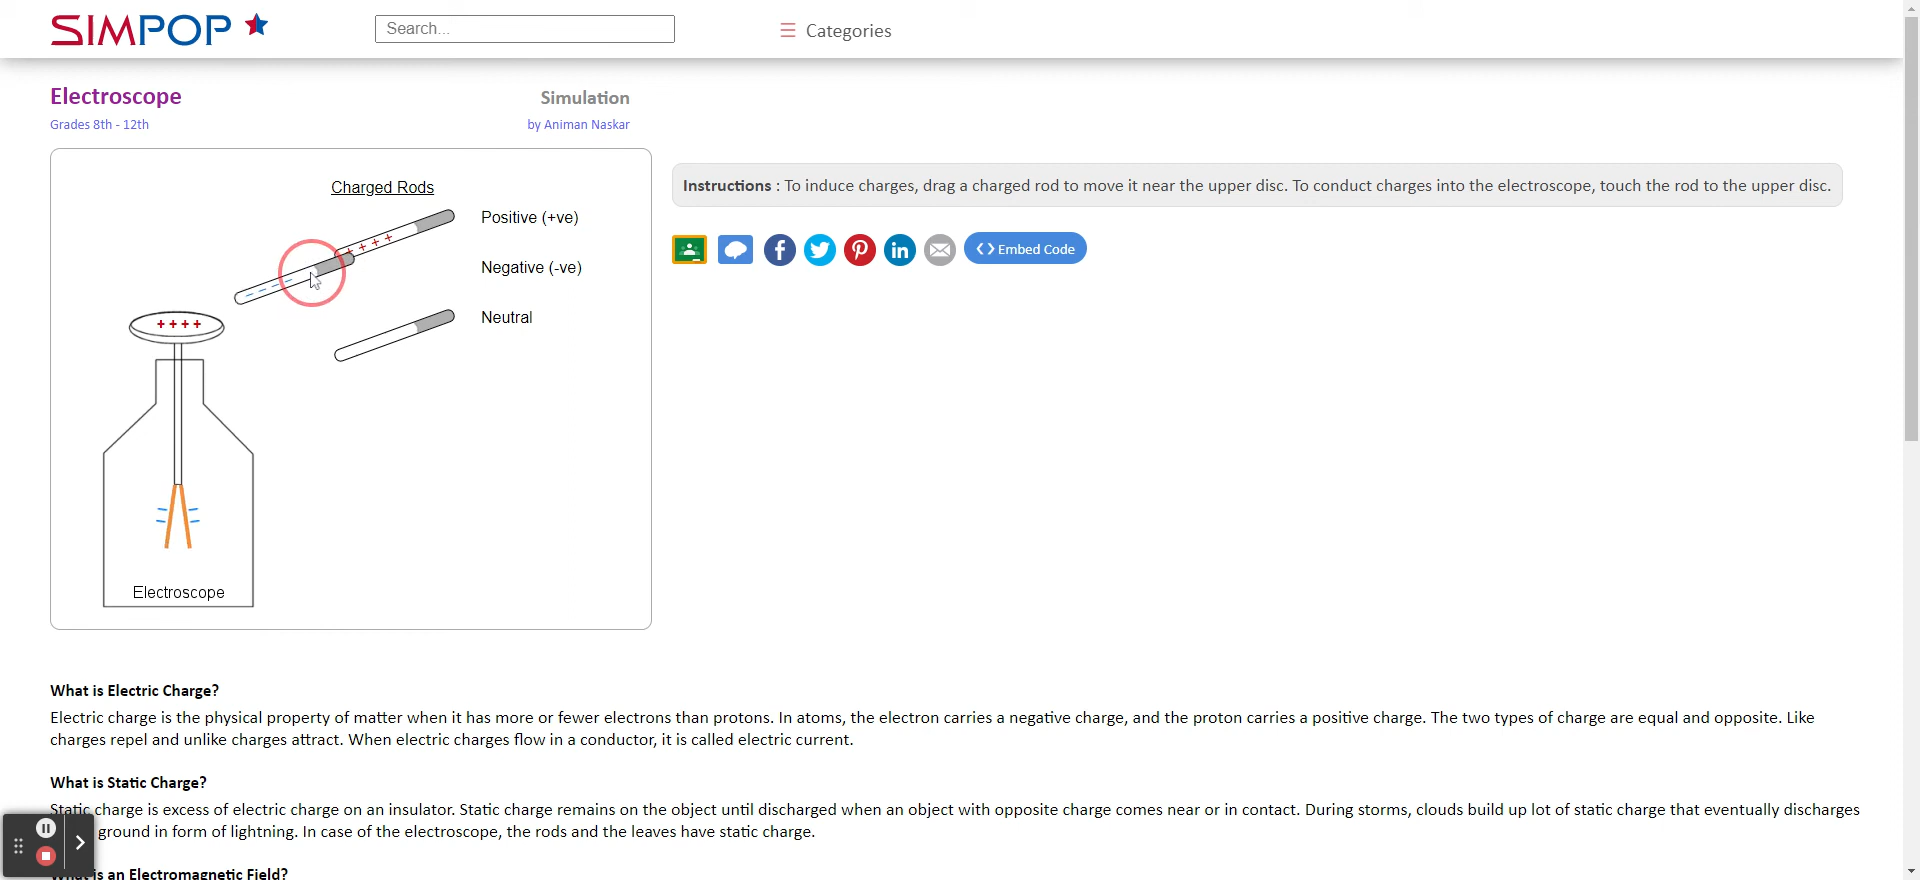 SIMPOP
Search...
☰ Categories
Electroscope
Simulation
Grades 8th - 12th
by Animan Naskar
Charged Rods
Positive (+ve)
+ + + +
Negative (-ve)
− − − −
Neutral
+ + + +
Electroscope
Instructions : To induce charges, drag a charged rod to move it near the upper disc. To conduct charges into the electroscope, touch the rod to the upper disc.
Embed Code
What is Electric Charge?
Electric charge is the physical property of matter when it has more or fewer electrons than protons. In atoms, the electron carries a negative charge, and the proton carries a positive charge. The two types of charge are equal and opposite. Like
charges repel and unlike charges attract. When electric charges flow in a conductor, it is called electric current.
What is Static Charge?
Static charge is excess of electric charge on an insulator. Static charge remains on the object until discharged when an object with opposite charge comes near or in contact. During storms, clouds build up lot of static charge that eventually discharges
ground in form of lightning. In case of the electroscope, the rods and the leaves have static charge.
What is an Electromagnetic Field?